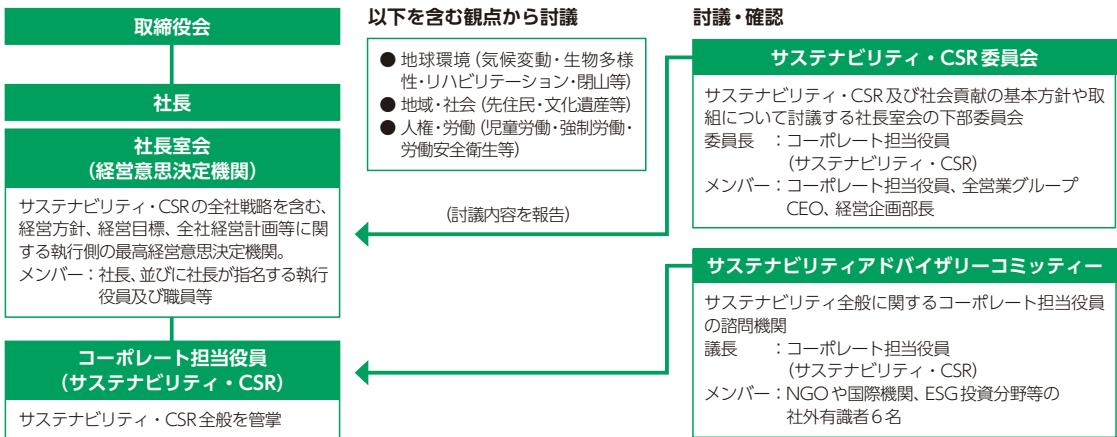 取締役会
社長
社長室会
(経営意思決定機関)
サステナビリティ・CSRの全社戦略を含む、
経営方針、経営目標、全社経営計画等に関
する執行側の最高経営意思決定機関。
メンバー：社長、並びに社長が指名する執行
役員及び職員等
コーポレート担当役員
(サステナビリティ・CSR)
サステナビリティ・CSR全般を管掌
以下を含む観点から討議
● 地球環境 (気候変動・生物多様
性・リハビリテーション・閉山等)
● 地域・社会 (先住民・文化遺産等)
● 人権・労働 (児童労働・強制労働・
労働安全衛生等)
(討議内容を報告)
討議・確認
サステナビリティ・CSR委員会
サステナビリティ・CSR及び社会貢献の基本方針や取
組について討議する社長室会の下部委員会
委員長　：コーポレート担当役員
(サステナビリティ・CSR)
メンバー：コーポレート担当役員、全営業グループ
CEO、経営企画部長
サステナビリティアドバイザリーコミッティー
サステナビリティ全般に関するコーポレート担当役員
の諮問機関
議長　　：コーポレート担当役員
(サステナビリティ・CSR)
メンバー：NGOや国際機関、ESG投資分野等の
社外有識者6名